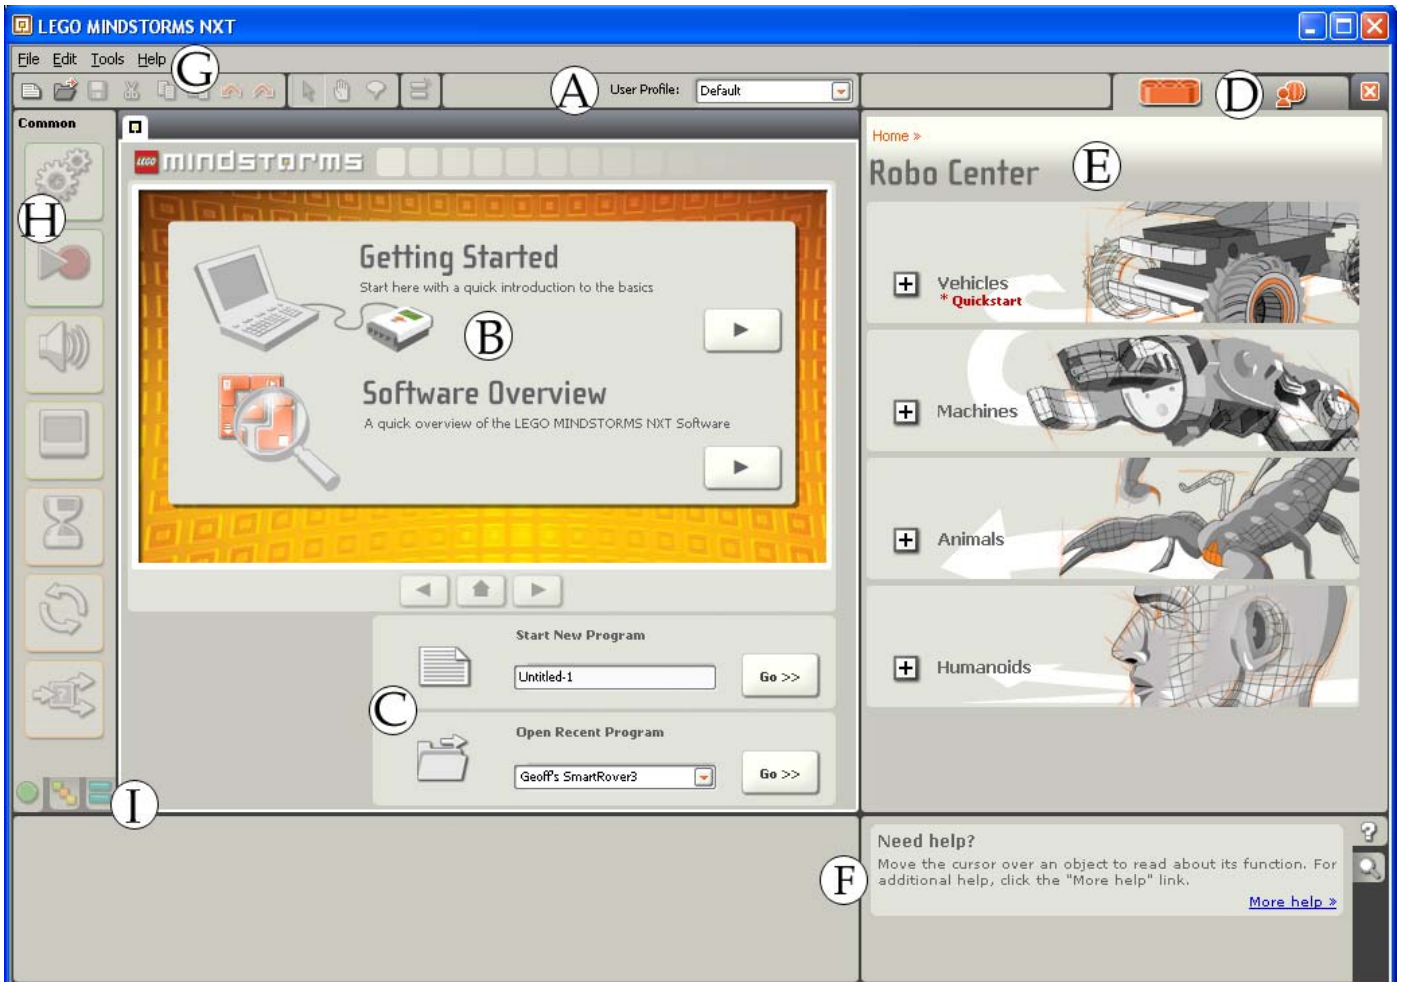 LEGO MINDSTORMS NXT
File Edit Tools Help
G
A
User Profile: Default
D
Common
LEGO mindstorms
Home »
Robo Center
E
H
Getting Started
Start here with a quick introduction to the basics
B
Software Overview
A quick overview of the LEGO MINDSTORMS NXT Software
Vehicles
* Quickstart
Machines
Animals
Humanoids
Start New Program
Untitled-1
Go >>
C
Open Recent Program
Geoff's SmartRover3
Go >>
I
F
Need help?
Move the cursor over an object to read about its function. For
additional help, click the "More help" link.
More help »